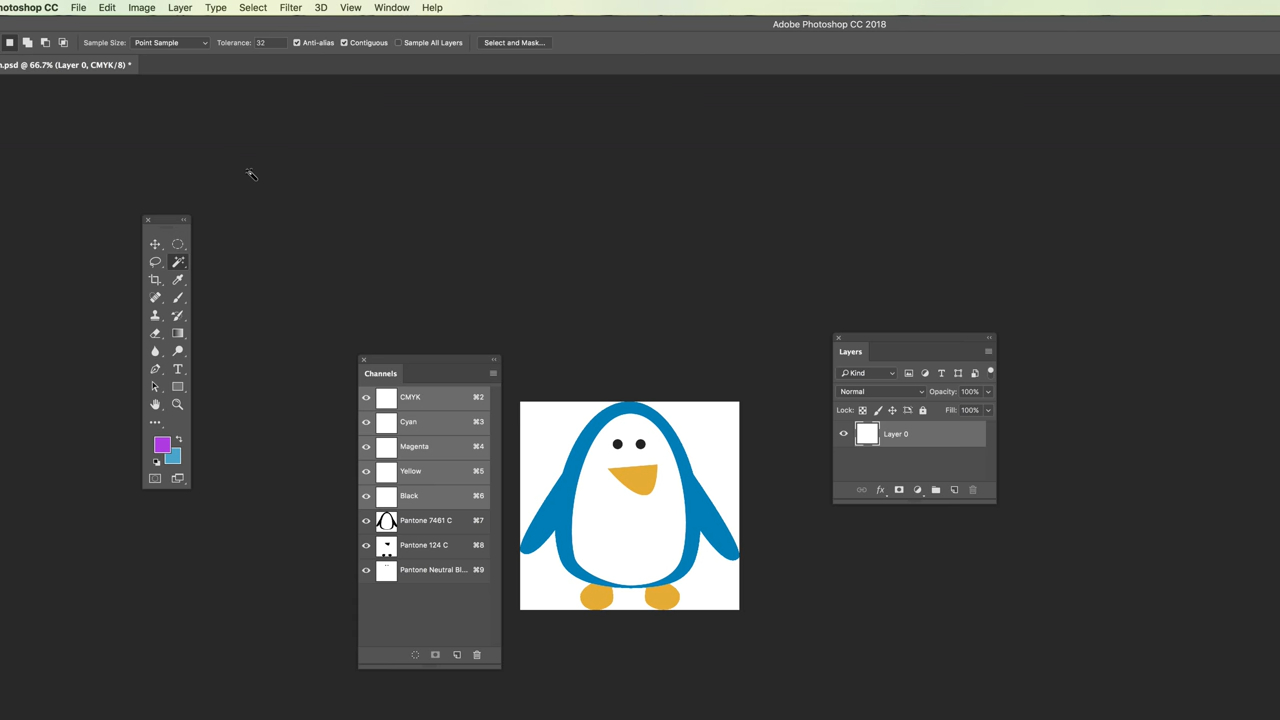 hotoshop CC File Edit Image Layer Type Select Filter 3D View Window Help
Adobe Photoshop CC 2018
Sample Size: Point Sample Tolerance: 32 Anti-alias Contiguous Sample All Layers Select and Mask...
n.psd @ 66.7% (Layer 0, CMYK/8) *
Channels
CMYK ⌘2
Cyan ⌘3
Magenta ⌘4
Yellow ⌘5
Black ⌘6
Pantone 7461 C ⌘7
Pantone 124 C ⌘8
Pantone Neutral Bl... ⌘9
Layers
Kind
Normal Opacity: 100%
Lock: Fill: 100%
Layer 0
fx